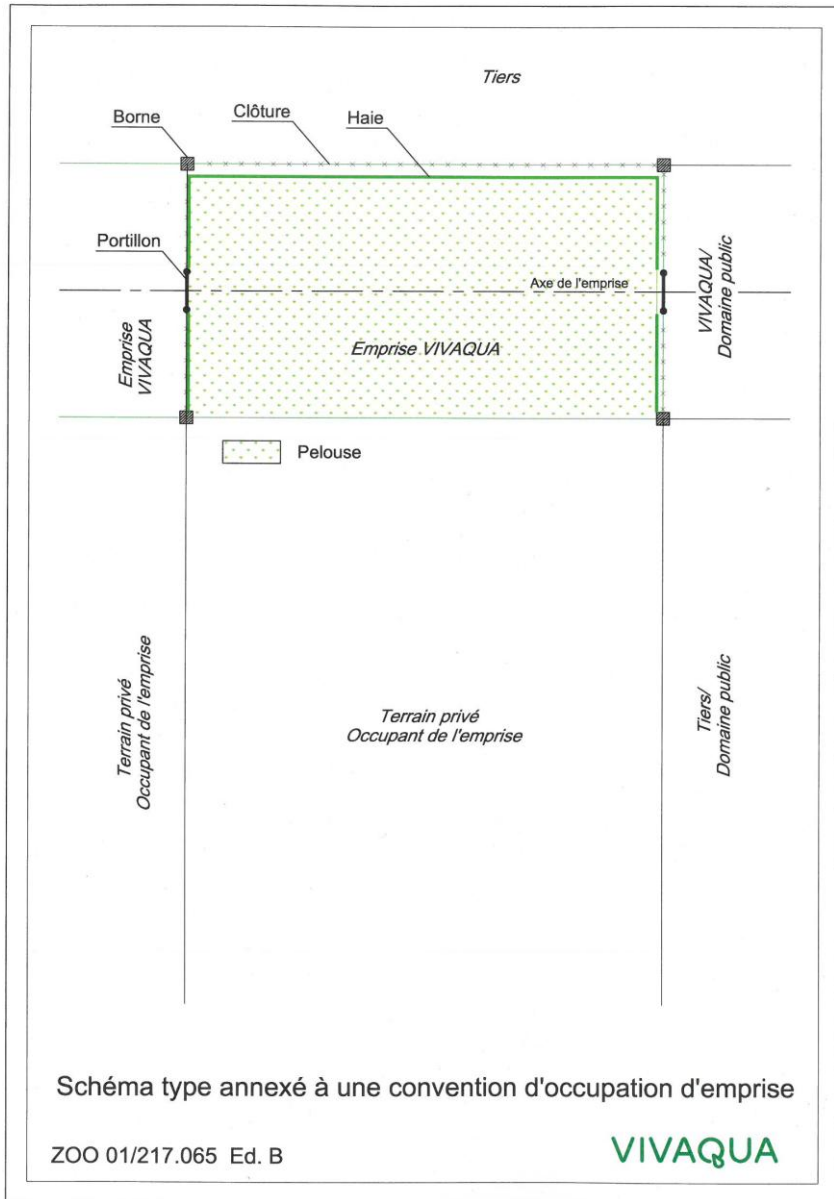 Tiers
Borne
Clôture
Haie
Portillon
Axe de l'emprise
Emprise
VIVAQUA
Emprise VIVAQUA
VIVAQUA/
Domaine public
Pelouse
Terrain privé
Occupant de l'emprise
Terrain privé
Occupant de l'emprise
Tiers/
Domaine public
Schéma type annexé à une convention d'occupation d'emprise
ZOO 01/217.065 Ed. B
VIVAQUA